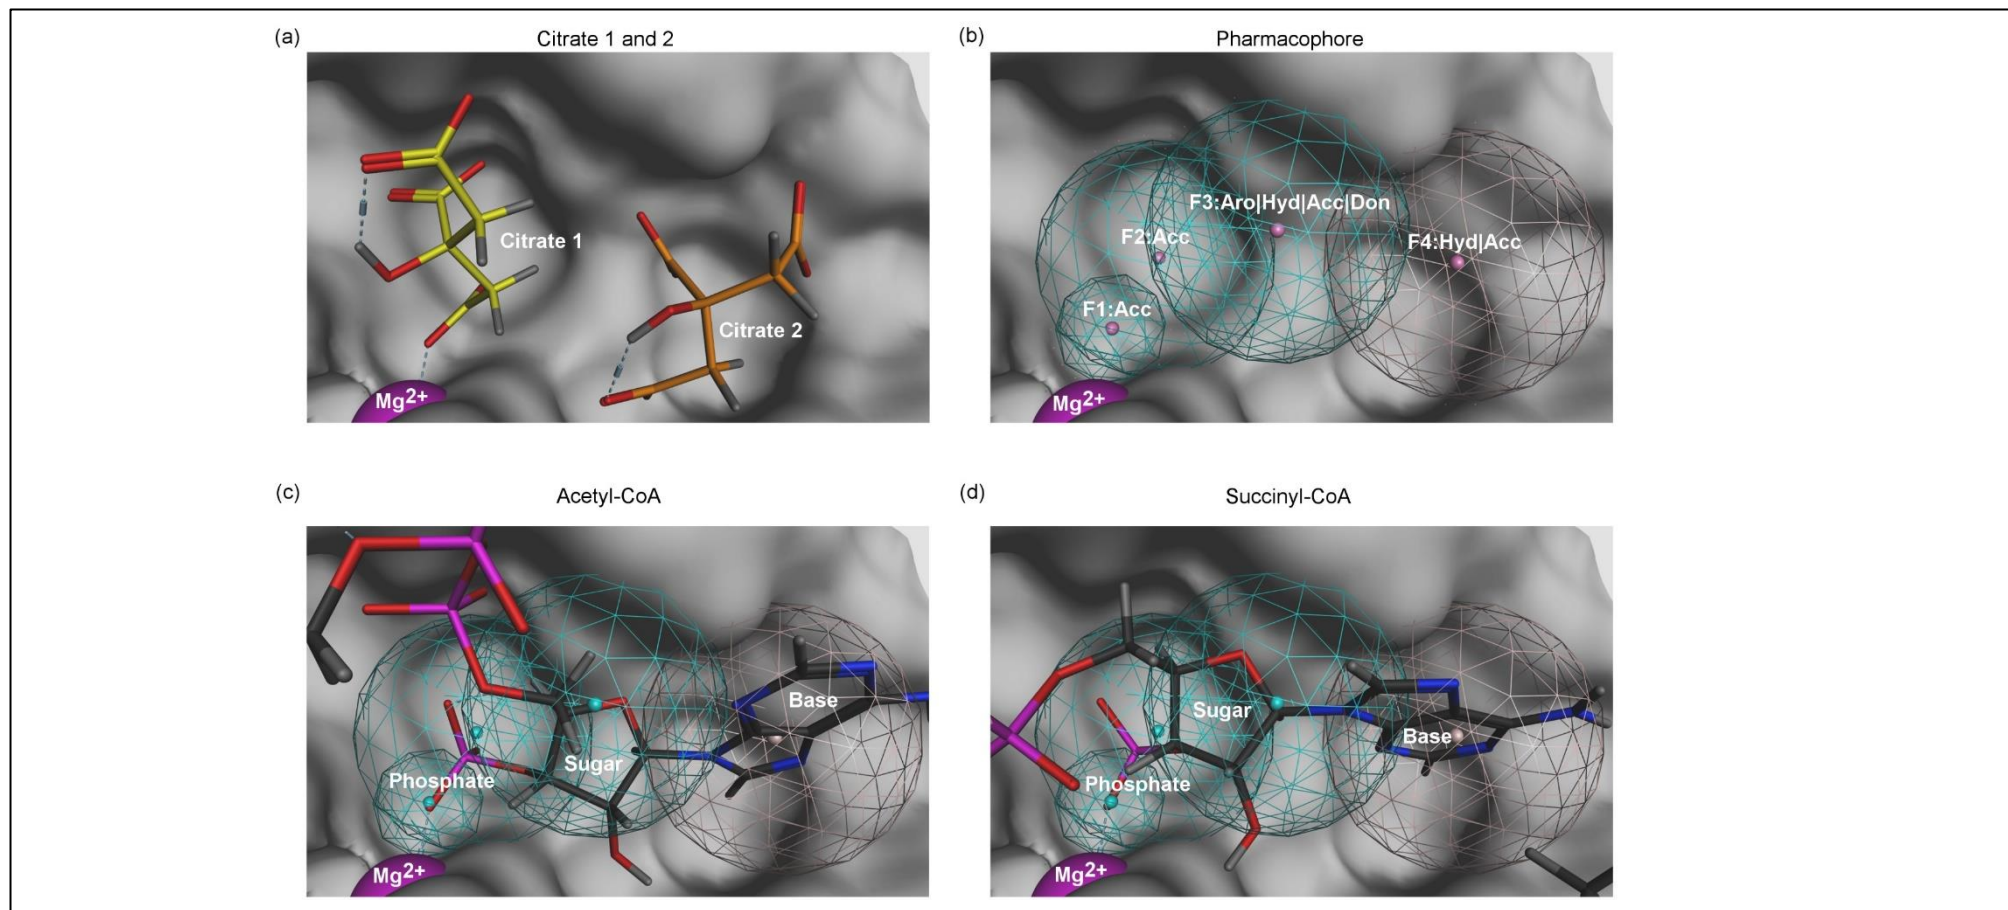 (a) Citrate 1 and 2
Citrate 1
Citrate 2
Mg2+
(b) Pharmacophore
F3:Aro|Hyd|Acc|Don
F2:Acc
F4:Hyd|Acc
F1:Acc
Mg2+
(c) Acetyl-CoA
Base
Sugar
Phosphate
Mg2+
(d) Succinyl-CoA
Sugar
Base
Phosphate
Mg2+